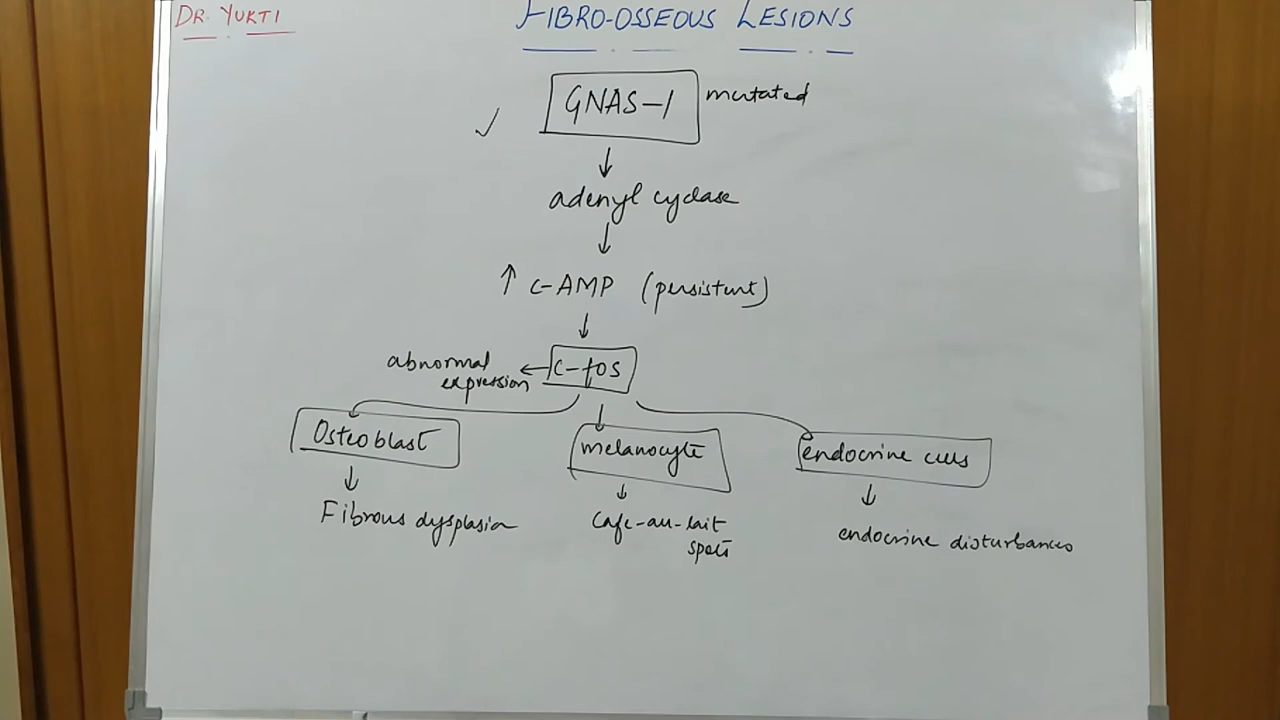 DR. YUKTI
FIBRO-OSSEOUS LESIONS
GNAS-1 mutated
✓
↓
adenyl cyclase
↓
↑ C-AMP (persistent)
↓
abnormal
expression ← C-fos
Osteoblast
melanocyte
endocrine cells
↓ ↓ ↓
Fibrous dysplasia
Cafe-au-lait
spots
endocrine disturbances